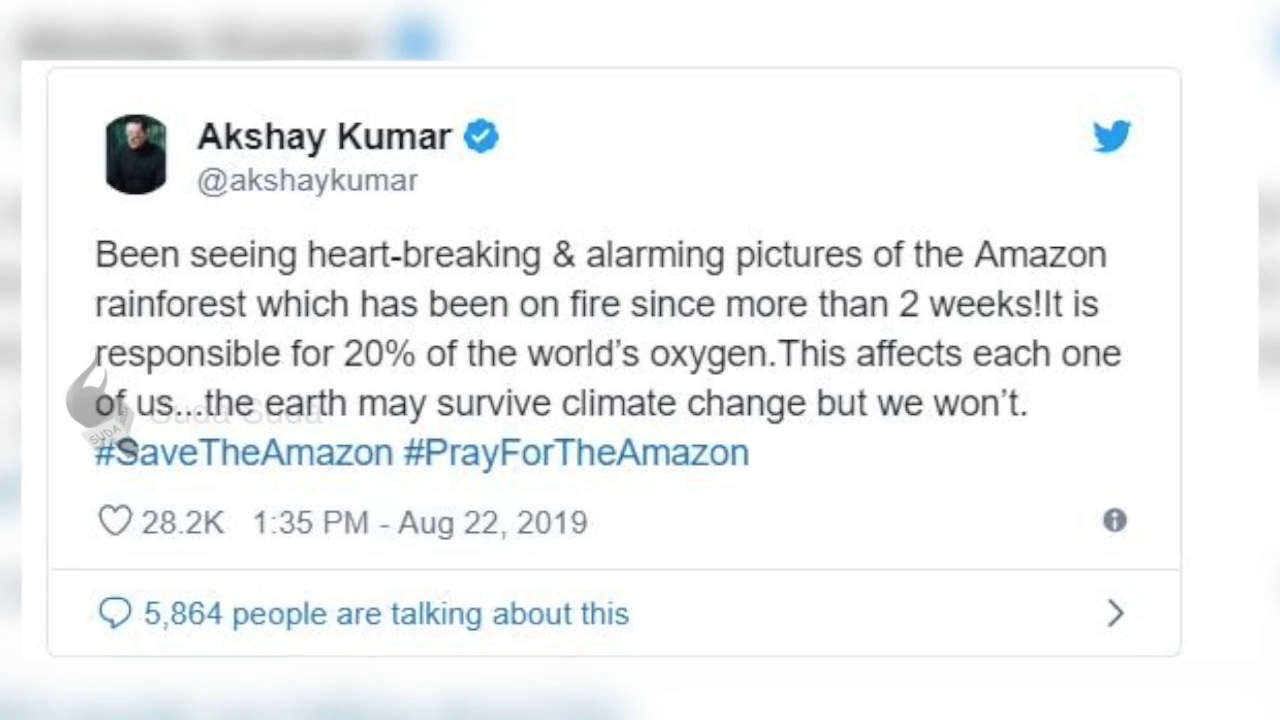 Akshay Kumar
@akshaykumar
Been seeing heart-breaking & alarming pictures of the Amazon
rainforest which has been on fire since more than 2 weeks!It is
responsible for 20% of the world’s oxygen.This affects each one
of us...the earth may survive climate change but we won’t.
#SaveTheAmazon #PrayForTheAmazon
28.2K 1:35 PM - Aug 22, 2019
5,864 people are talking about this
Suda Suda
SUDA